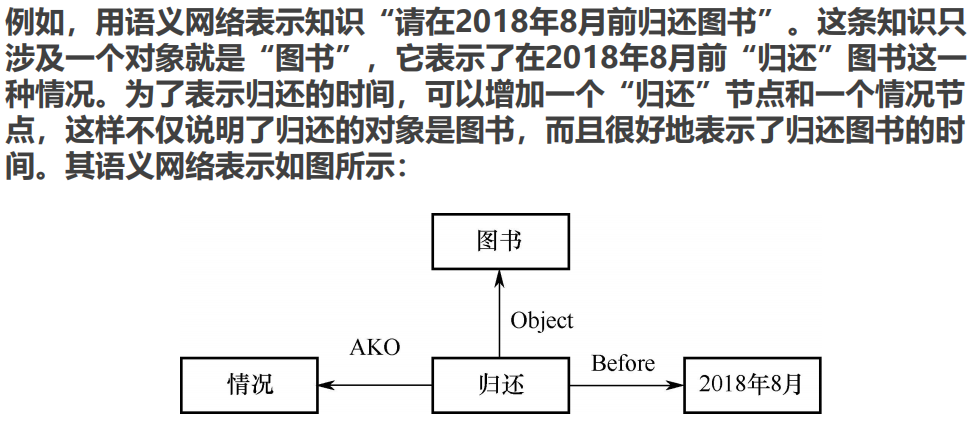 例如，用语义网络表示知识“请在2018年8月前归还图书”。这条知识只
涉及一个对象就是“图书”，它表示了在2018年8月前“归还”图书这一
种情况。为了表示归还的时间，可以增加一个“归还”节点和一个情况节
点，这样不仅说明了归还的对象是图书，而且很好地表示了归还图书的时
间。其语义网络表示如图所示：
图书
Object
AKO
Before
情况
归还
2018年8月